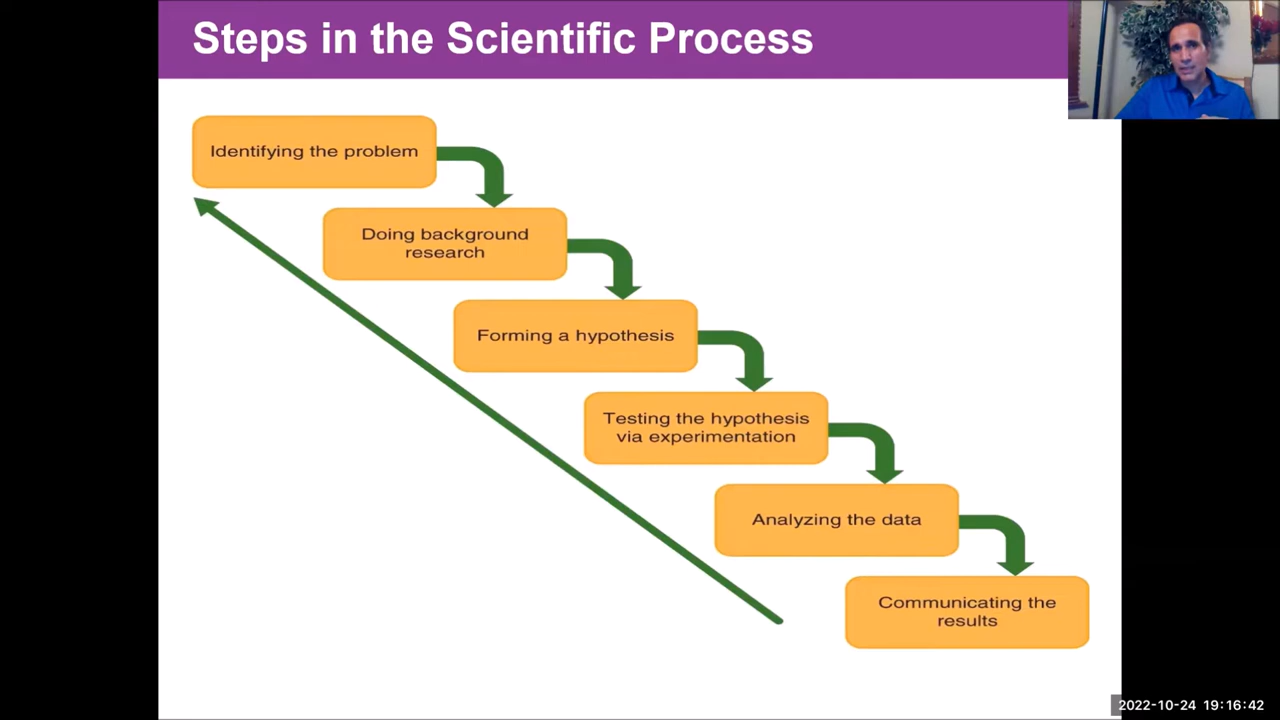 Steps in the Scientific Process
Identifying the problem
Doing background
research
Forming a hypothesis
Testing the hypothesis
via experimentation
Analyzing the data
Communicating the
results
2022-10-24 19:16:42